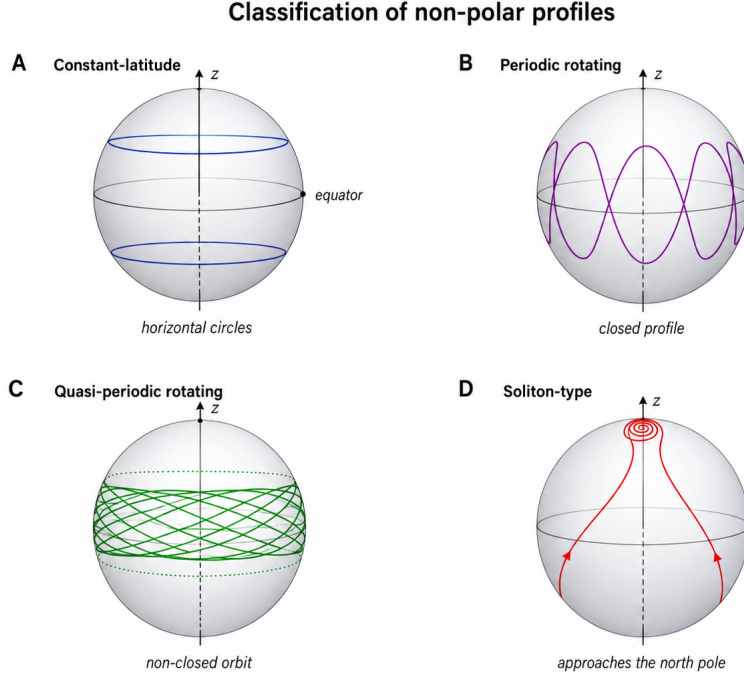 Classification of non-polar profiles
A Constant-latitude
z
equator
horizontal circles
B Periodic rotating
z
closed profile
C Quasi-periodic rotating
z
non-closed orbit
D Soliton-type
z
approaches the north pole